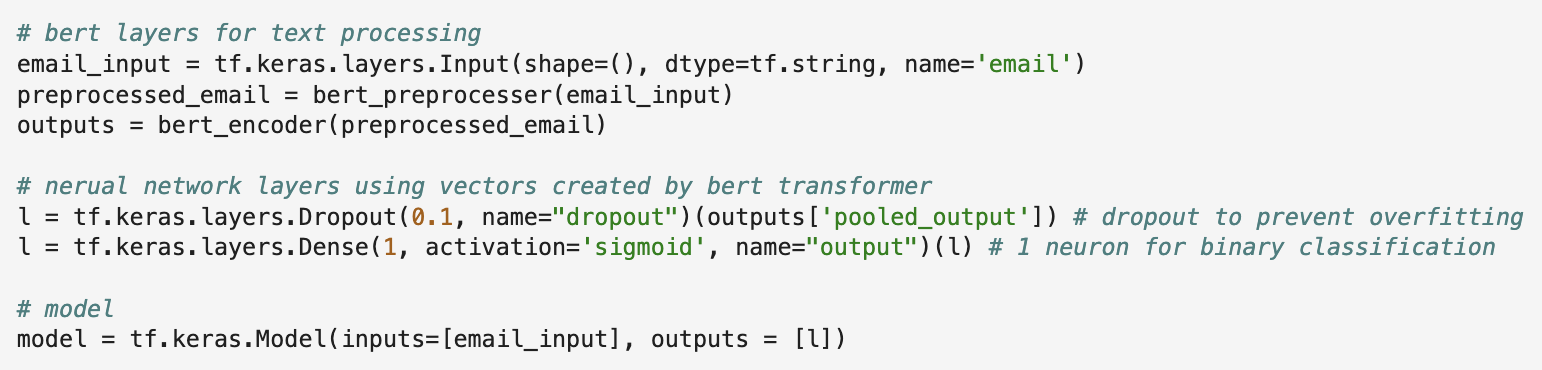 # bert layers for text processing
email_input = tf.keras.layers.Input(shape=(), dtype=tf.string, name='email')
preprocessed_email = bert_preprocesser(email_input)
outputs = bert_encoder(preprocessed_email)

# nerual network layers using vectors created by bert transformer
l = tf.keras.layers.Dropout(0.1, name="dropout")(outputs['pooled_output']) # dropout to prevent overfitting
l = tf.keras.layers.Dense(1, activation='sigmoid', name="output")(l) # 1 neuron for binary classification

# model
model = tf.keras.Model(inputs=[email_input], outputs = [l])